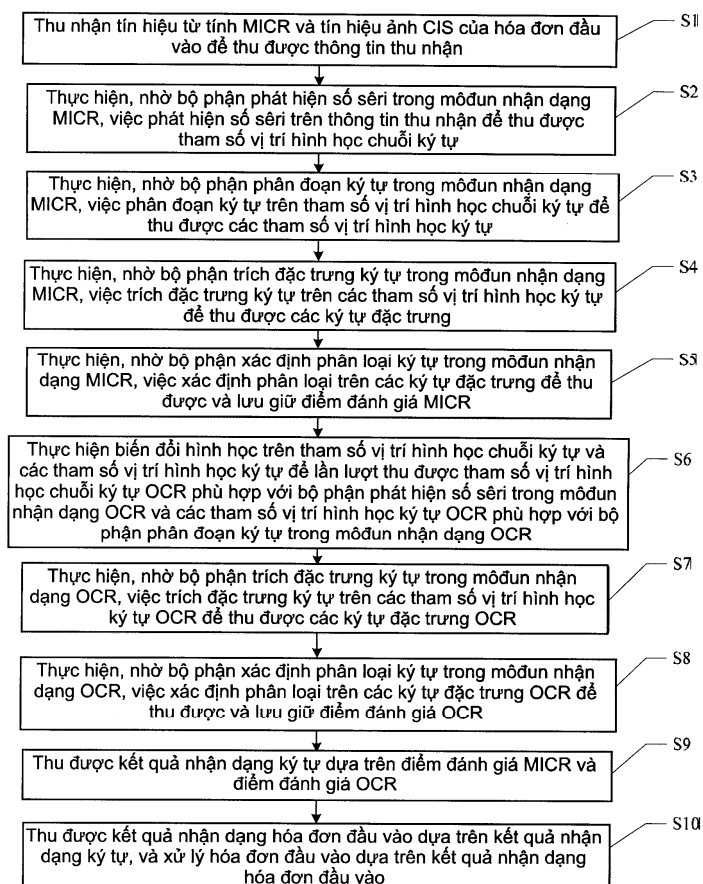 Thu nhận tín hiệu từ tính MICR và tín hiệu ảnh CIS của hóa đơn đầu
vào để thu được thông tin thu nhận
S1
Thực hiện, nhờ bộ phận phát hiện số sêri trong môđun nhận dạng
MICR, việc phát hiện số sêri trên thông tin thu nhận để thu được
tham số vị trí hình học chuỗi ký tự
S2
Thực hiện, nhờ bộ phận phân đoạn ký tự trong môđun nhận dạng
MICR, việc phân đoạn ký tự trên tham số vị trí hình học chuỗi ký tự để
thu được các tham số vị trí hình học ký tự
S3
Thực hiện, nhờ bộ phận trích đặc trưng ký tự trong môđun nhận dạng
MICR, việc trích đặc trưng ký tự trên các tham số vị trí hình học ký tự
để thu được các ký tự đặc trưng
S4
Thực hiện, nhờ bộ phận xác định phân loại ký tự trong môđun nhận
dạng MICR, việc xác định phân loại trên các ký tự đặc trưng để thu
được và lưu giữ điểm đánh giá MICR
S5
Thực hiện biến đổi hình học trên tham số vị trí hình học chuỗi ký tự và
các tham số vị trí hình học ký tự để lần lượt thu được tham số vị trí hình
học chuỗi ký tự OCR phù hợp với bộ phận phát hiện số sêri trong môđun
nhận dạng OCR và các tham số vị trí hình học ký tự OCR phù hợp với bộ
phận phân đoạn ký tự trong môđun nhận dạng OCR
S6
Thực hiện, nhờ bộ phận trích đặc trưng ký tự trong môđun nhận
dạng OCR, việc trích đặc trưng ký tự trên các tham số vị trí hình học
ký tự OCR để thu được các ký tự đặc trưng OCR
S7
Thực hiện, nhờ bộ phận xác định phân loại ký tự trong môđun nhận
dạng OCR, việc xác định phân loại trên các ký tự đặc trưng OCR để
thu được và lưu giữ điểm đánh giá OCR
S8
Thu được kết quả nhận dạng ký tự dựa trên điểm đánh giá MICR và
điểm đánh giá OCR
S9
Thu được kết quả nhận dạng hóa đơn đầu vào dựa trên kết quả nhận
dạng ký tự, và xử lý hóa đơn đầu vào dựa trên kết quả nhận dạng
hóa đơn đầu vào
S10